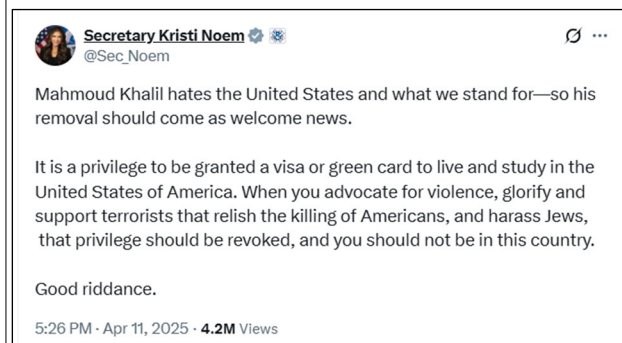 Secretary Kristi Noem
@Sec_Noem
Mahmoud Khalil hates the United States and what we stand for—so his
removal should come as welcome news.
It is a privilege to be granted a visa or green card to live and study in the
United States of America. When you advocate for violence, glorify and
support terrorists that relish the killing of Americans, and harass Jews,
that privilege should be revoked, and you should not be in this country.
Good riddance.
5:26 PM · Apr 11, 2025 · 4.2M Views